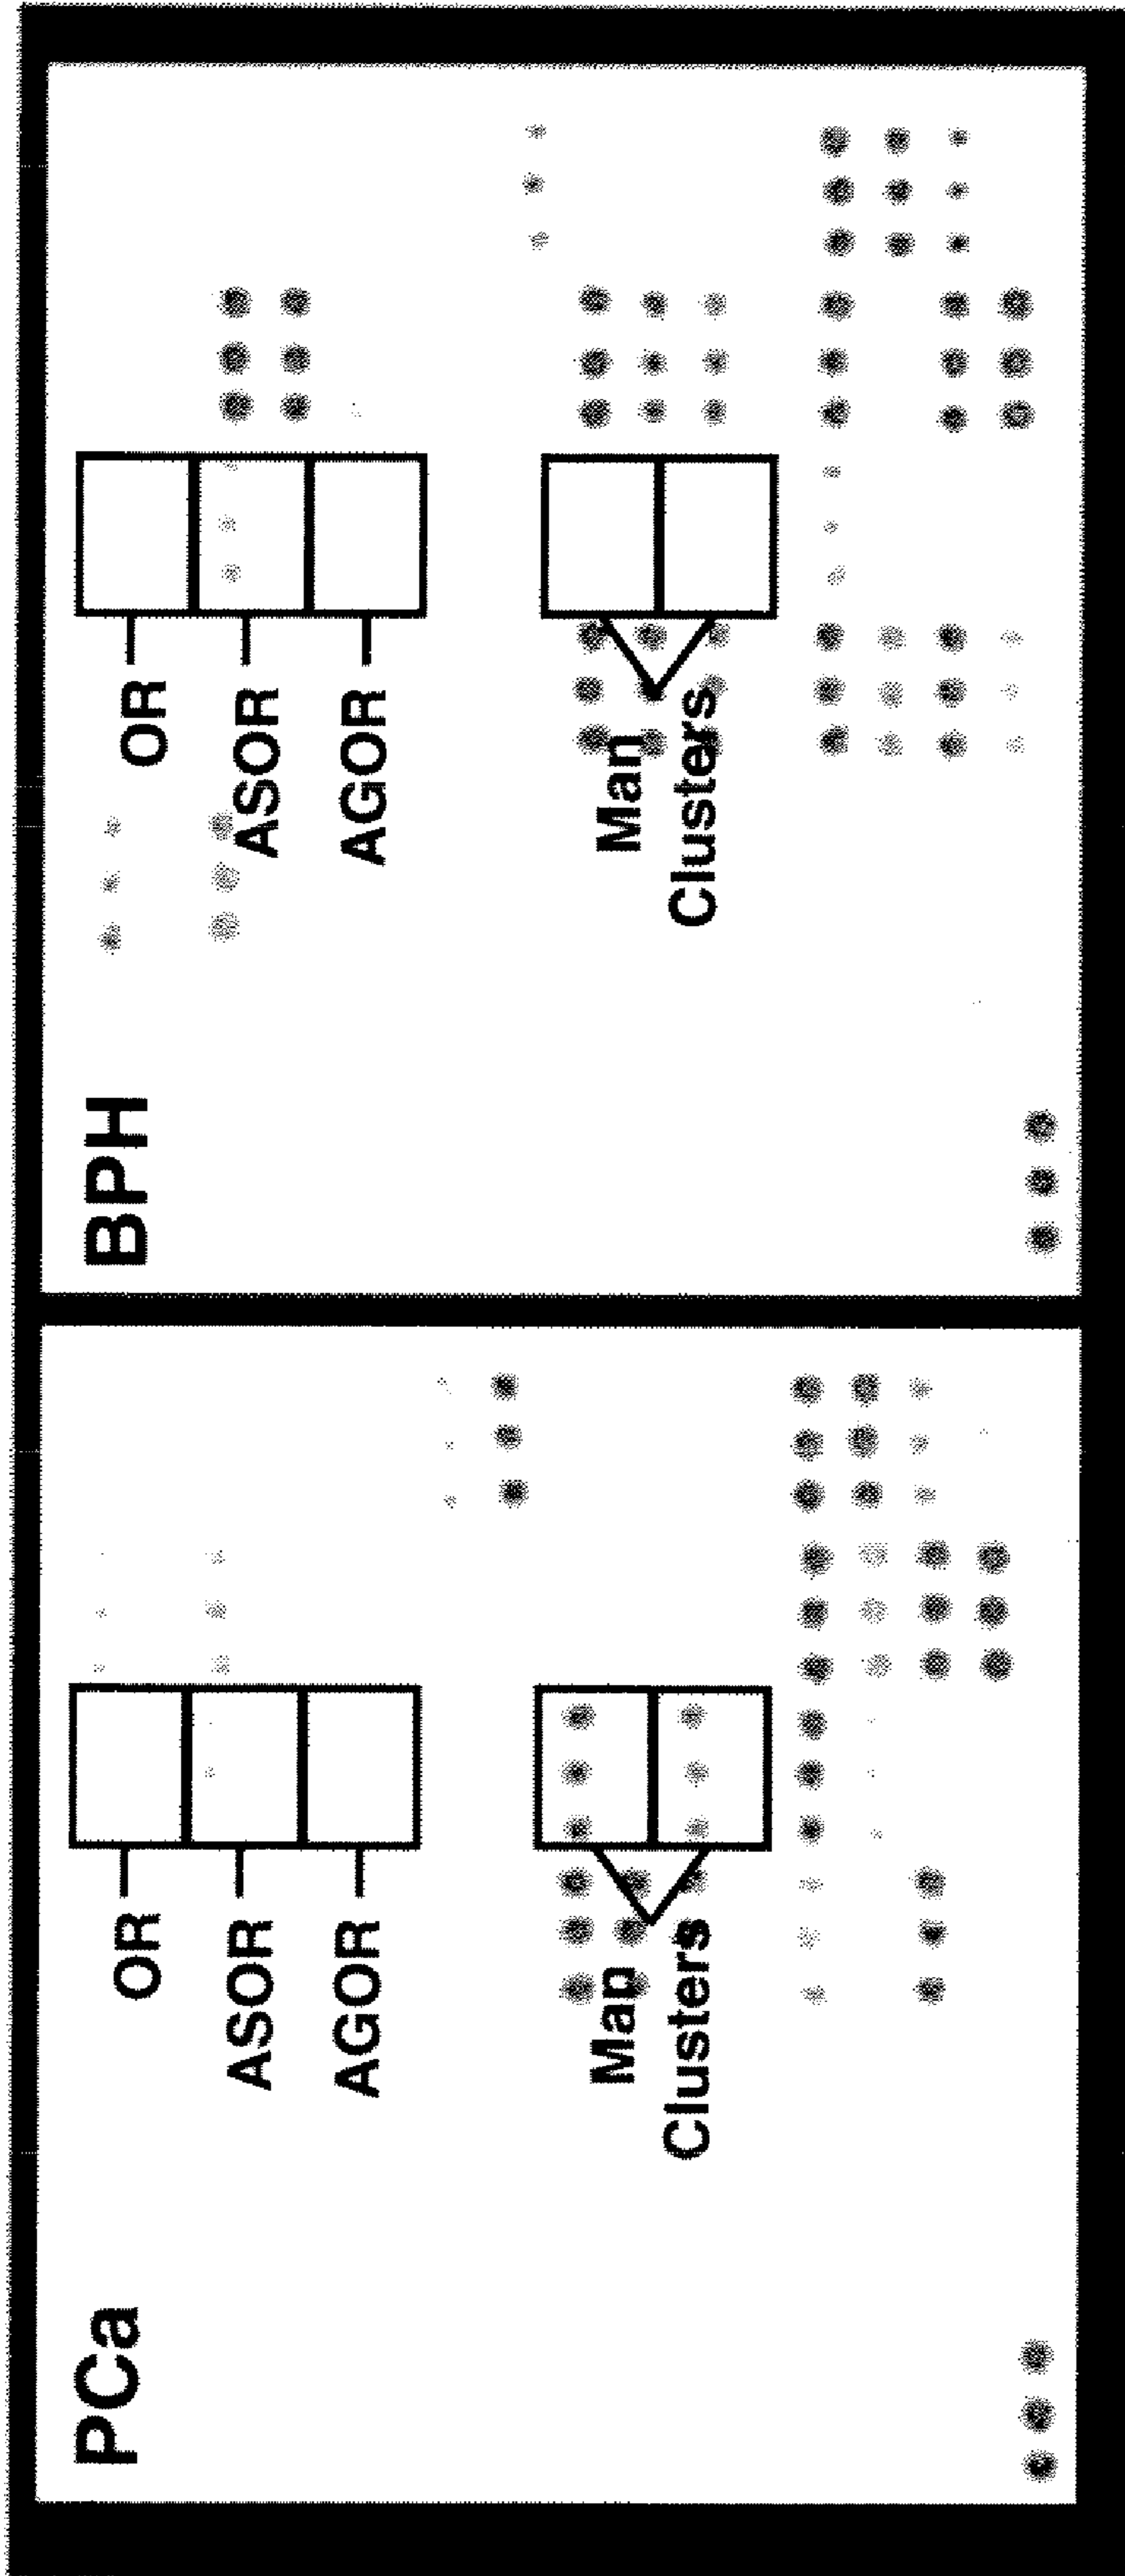 PCa
OR
ASOR
AGOR
Man
Clusters
BPH
OR
ASOR
AGOR
Man
Clusters